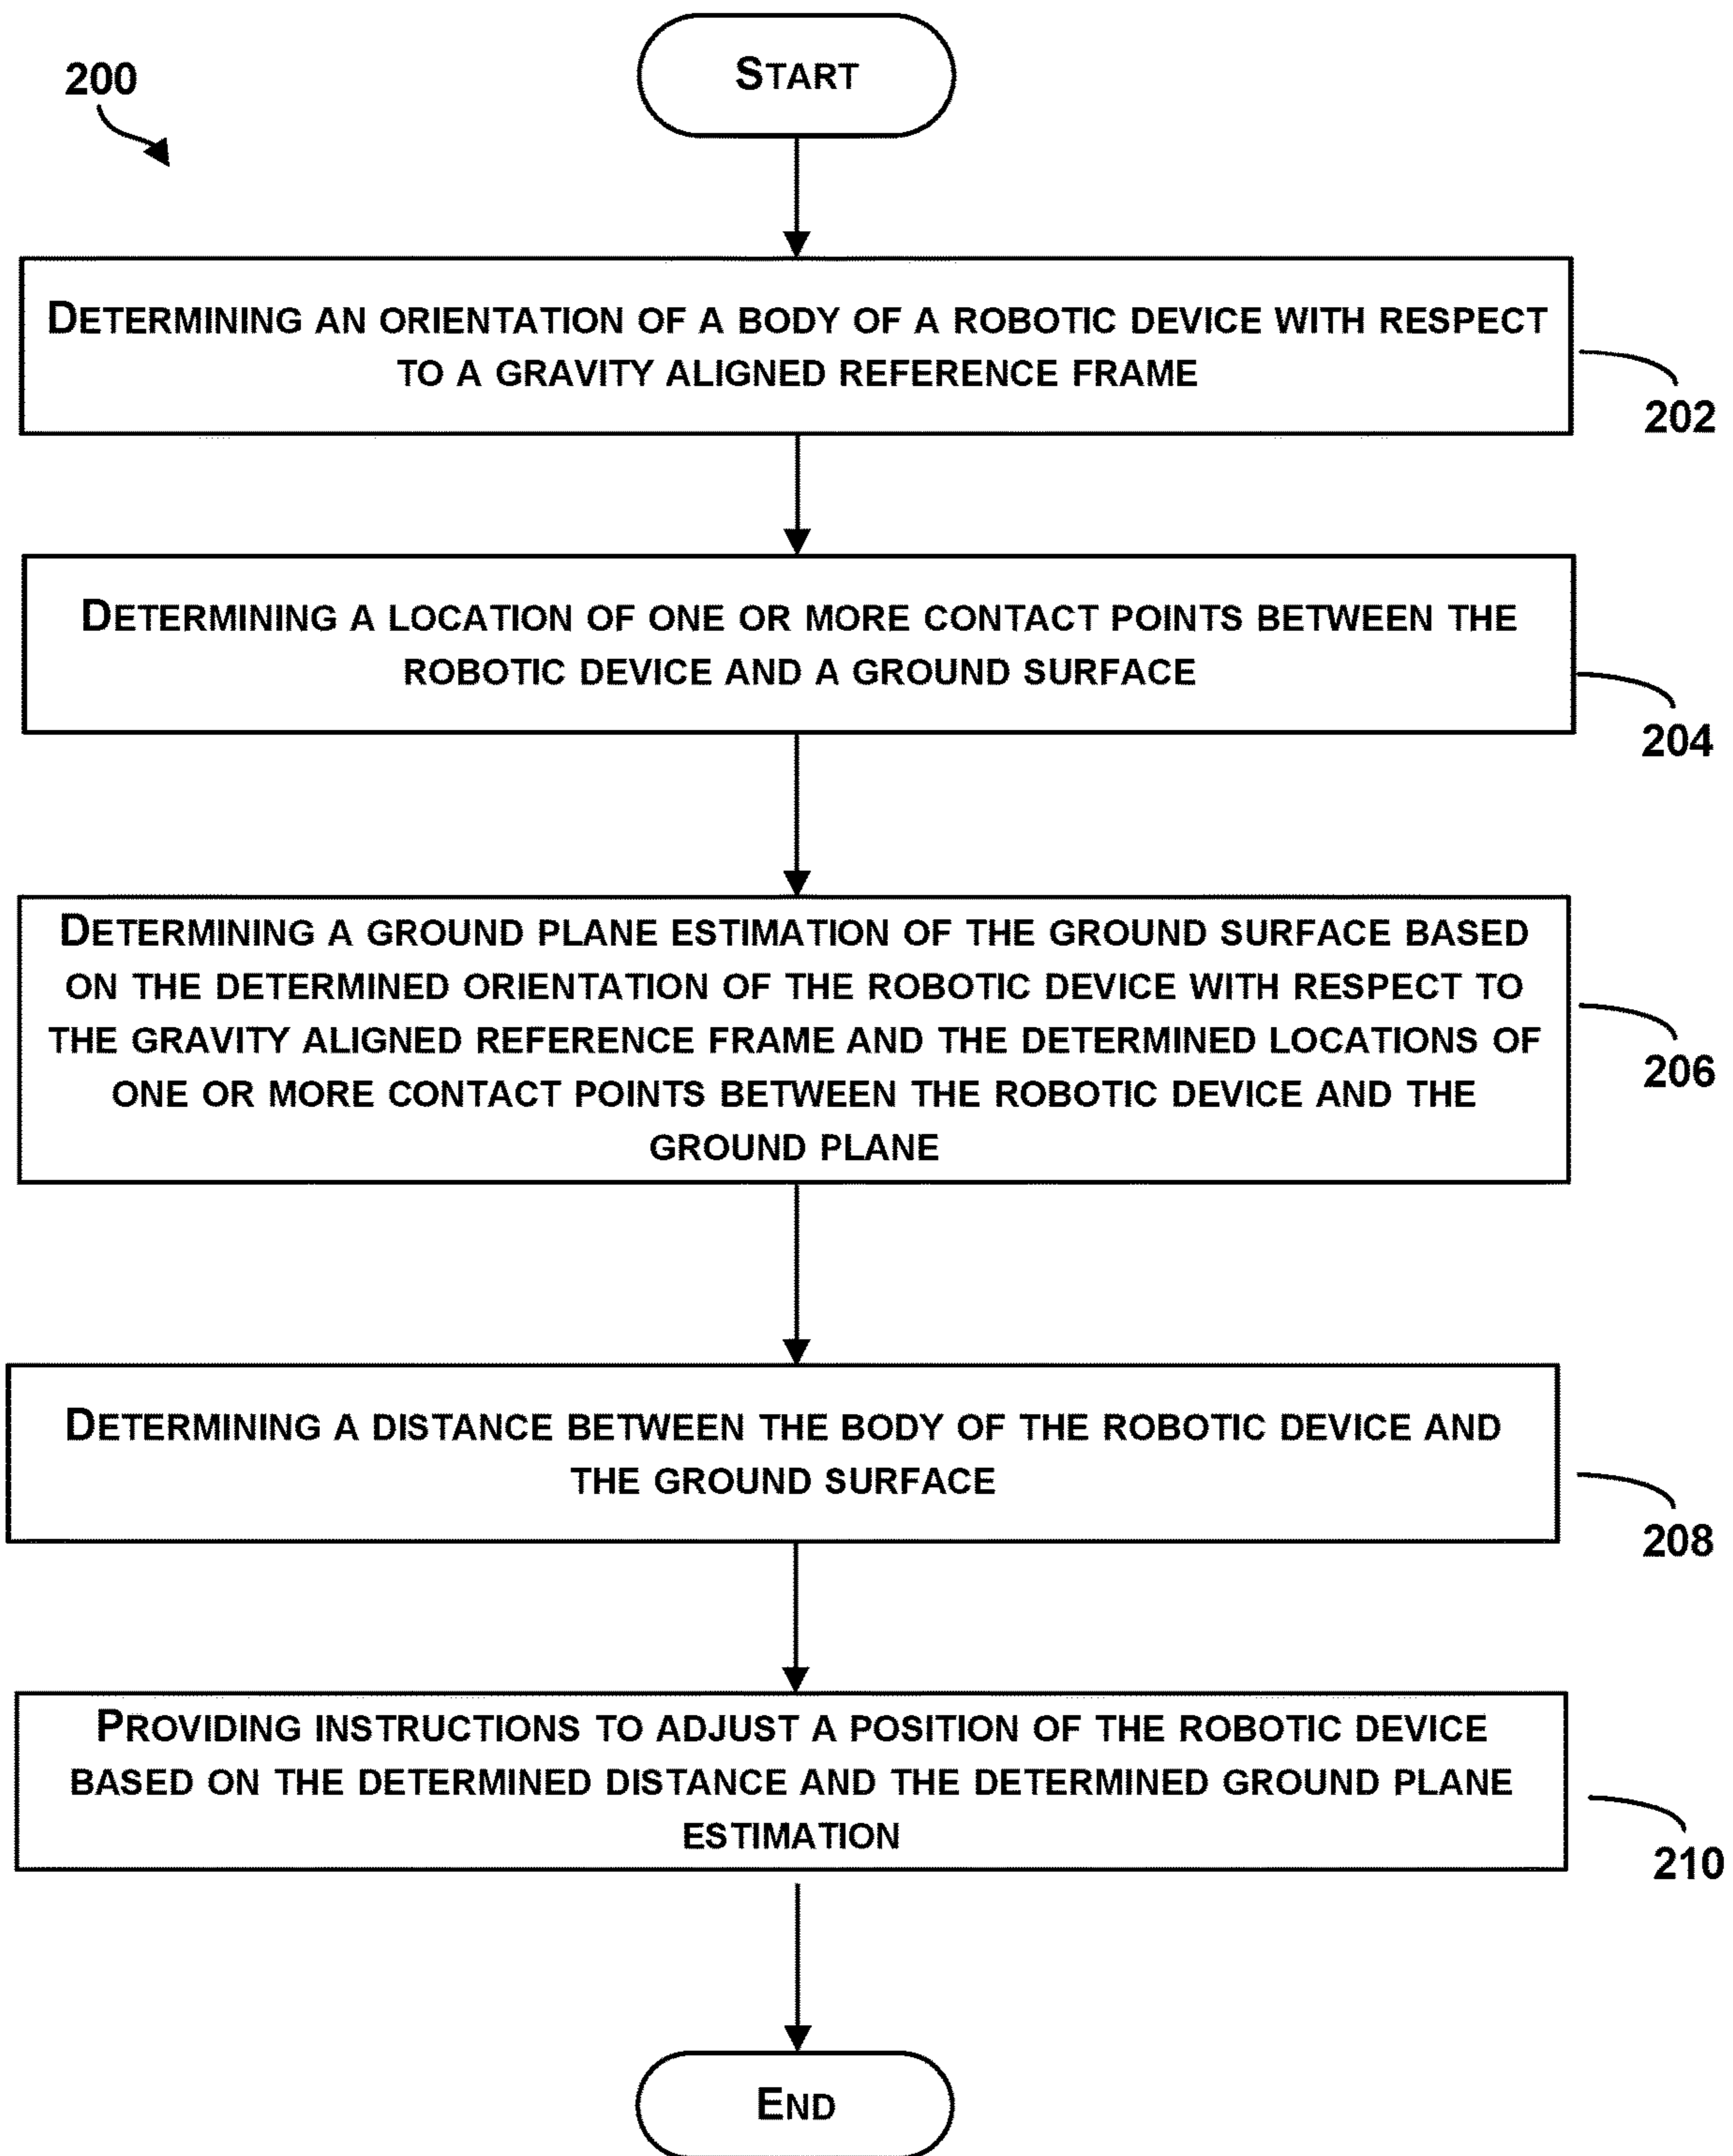 200
START
DETERMINING AN ORIENTATION OF A BODY OF A ROBOTIC DEVICE WITH RESPECT
TO A GRAVITY ALIGNED REFERENCE FRAME
202
DETERMINING A LOCATION OF ONE OR MORE CONTACT POINTS BETWEEN THE
ROBOTIC DEVICE AND A GROUND SURFACE
204
DETERMINING A GROUND PLANE ESTIMATION OF THE GROUND SURFACE BASED
ON THE DETERMINED ORIENTATION OF THE ROBOTIC DEVICE WITH RESPECT TO
THE GRAVITY ALIGNED REFERENCE FRAME AND THE DETERMINED LOCATIONS OF
ONE OR MORE CONTACT POINTS BETWEEN THE ROBOTIC DEVICE AND THE
GROUND PLANE
206
DETERMINING A DISTANCE BETWEEN THE BODY OF THE ROBOTIC DEVICE AND
THE GROUND SURFACE
208
PROVIDING INSTRUCTIONS TO ADJUST A POSITION OF THE ROBOTIC DEVICE
BASED ON THE DETERMINED DISTANCE AND THE DETERMINED GROUND PLANE
ESTIMATION
210
END